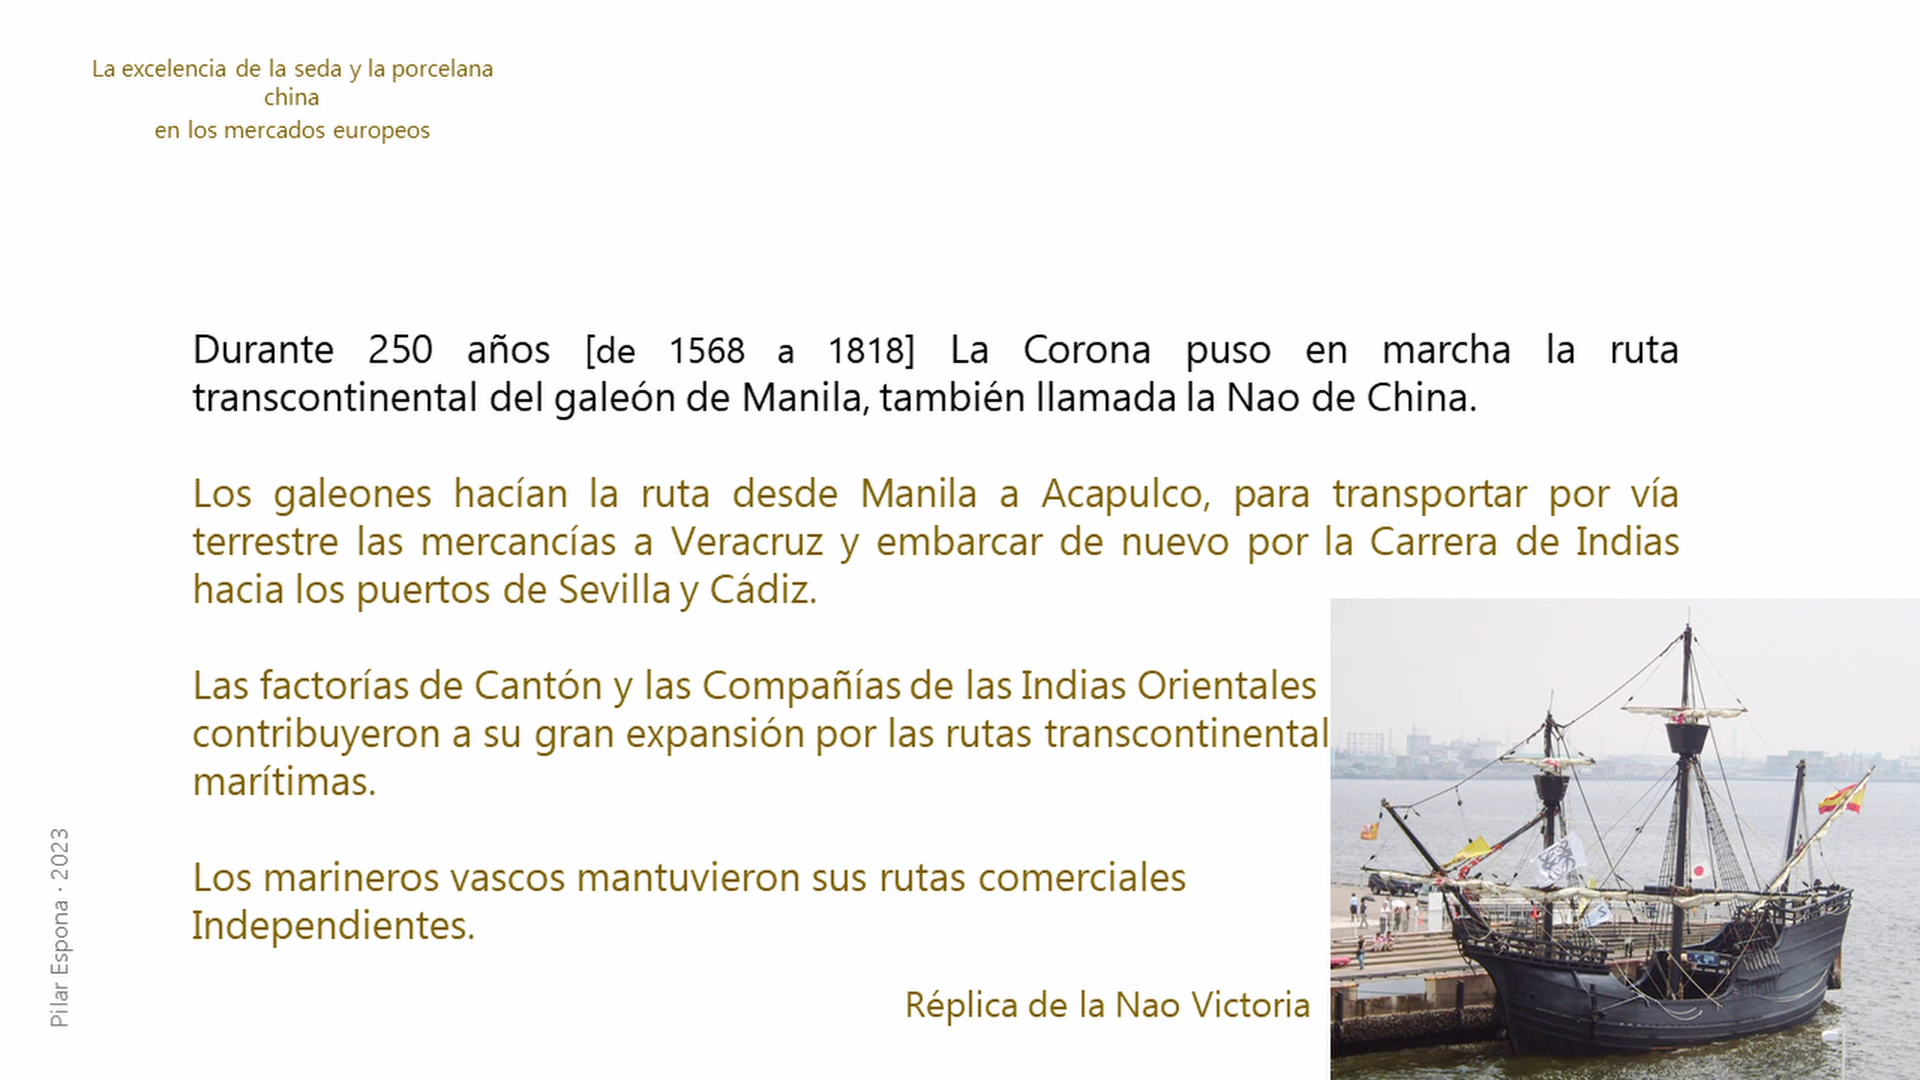 La excelencia de la seda y la porcelana
china
en los mercados europeos
Durante 250 años [de 1568 a 1818] La Corona puso en marcha la ruta
transcontinental del galeón de Manila, también llamada la Nao de China.
Los galeones hacían la ruta desde Manila a Acapulco, para transportar por vía
terrestre las mercancías a Veracruz y embarcar de nuevo por la Carrera de Indias
hacia los puertos de Sevilla y Cádiz.
Las factorías de Cantón y las Compañías de las Indias Orientales
contribuyeron a su gran expansión por las rutas transcontinental
marítimas.
Los marineros vascos mantuvieron sus rutas comerciales
Independientes.
Réplica de la Nao Victoria
Pilar Espona · 2023